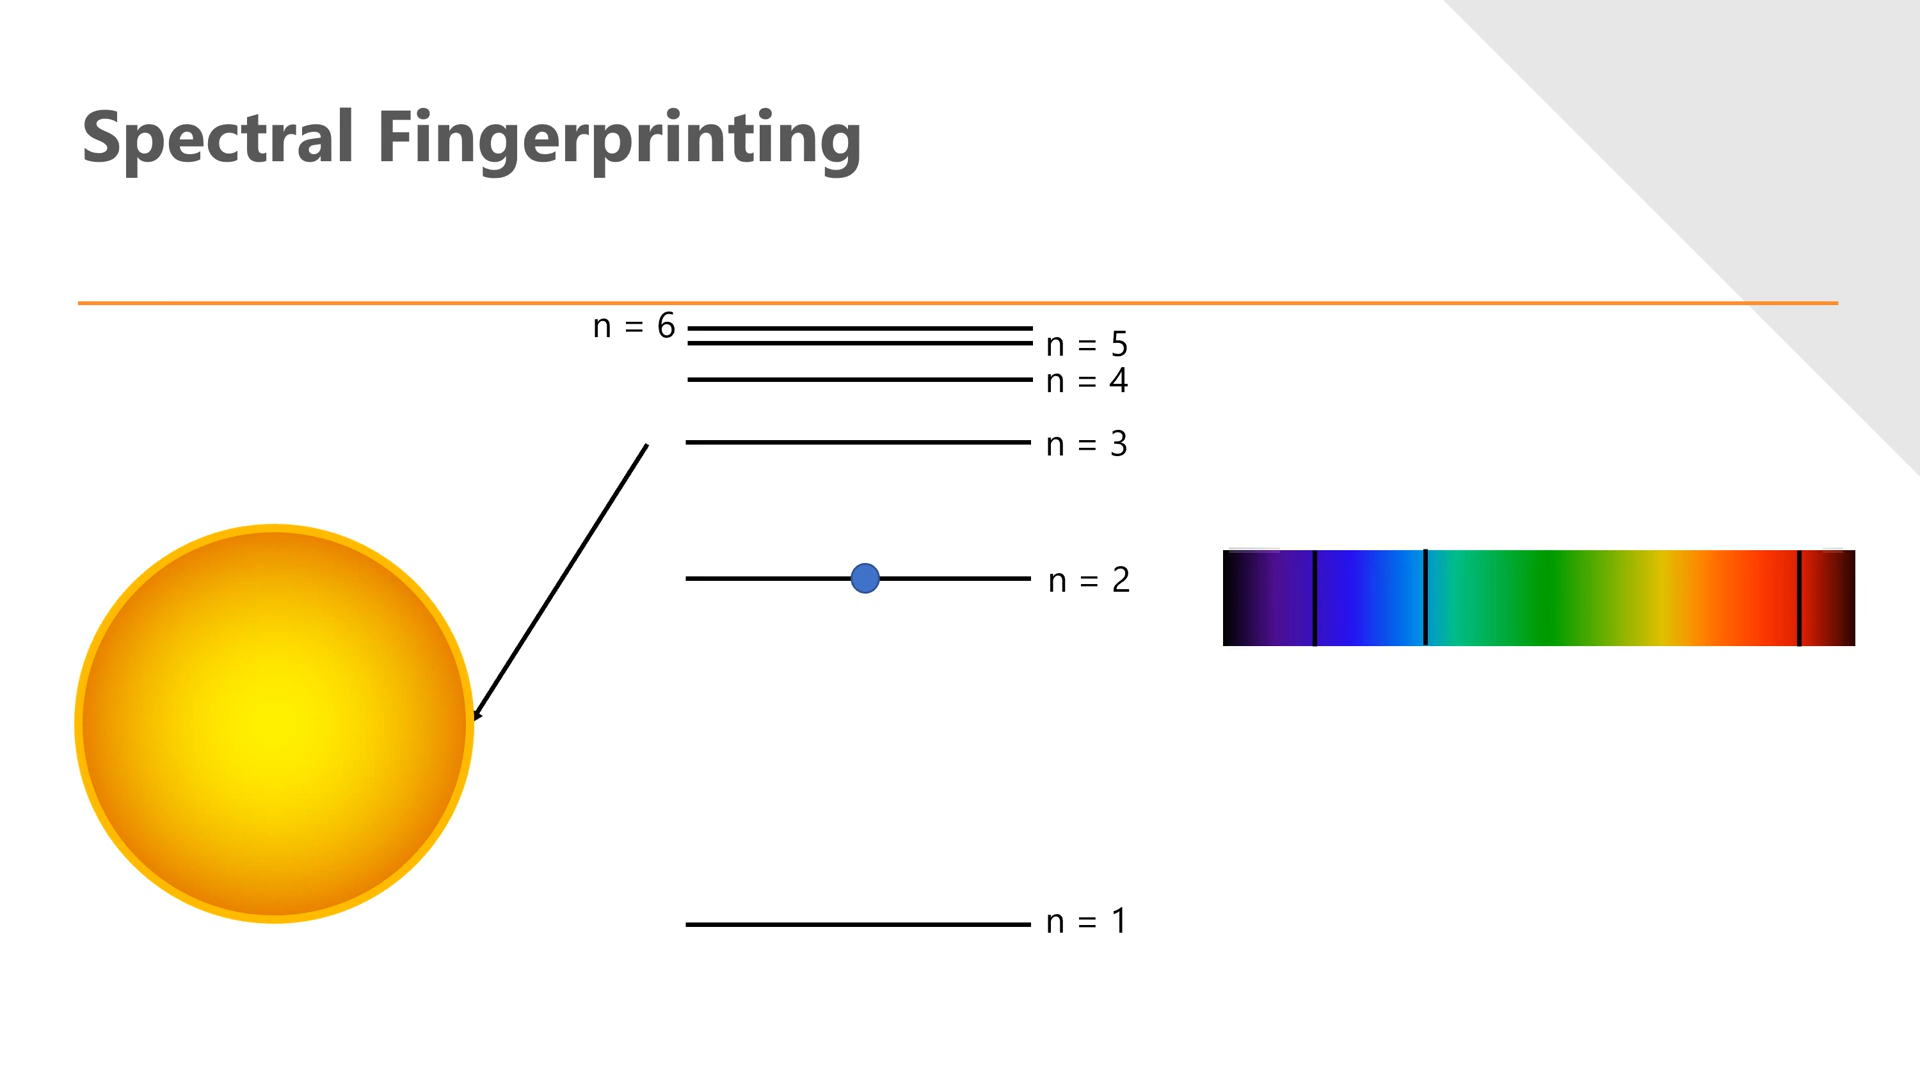 Spectral Fingerprinting
n = 6
n = 5
n = 4
n = 3
n = 2
n = 1